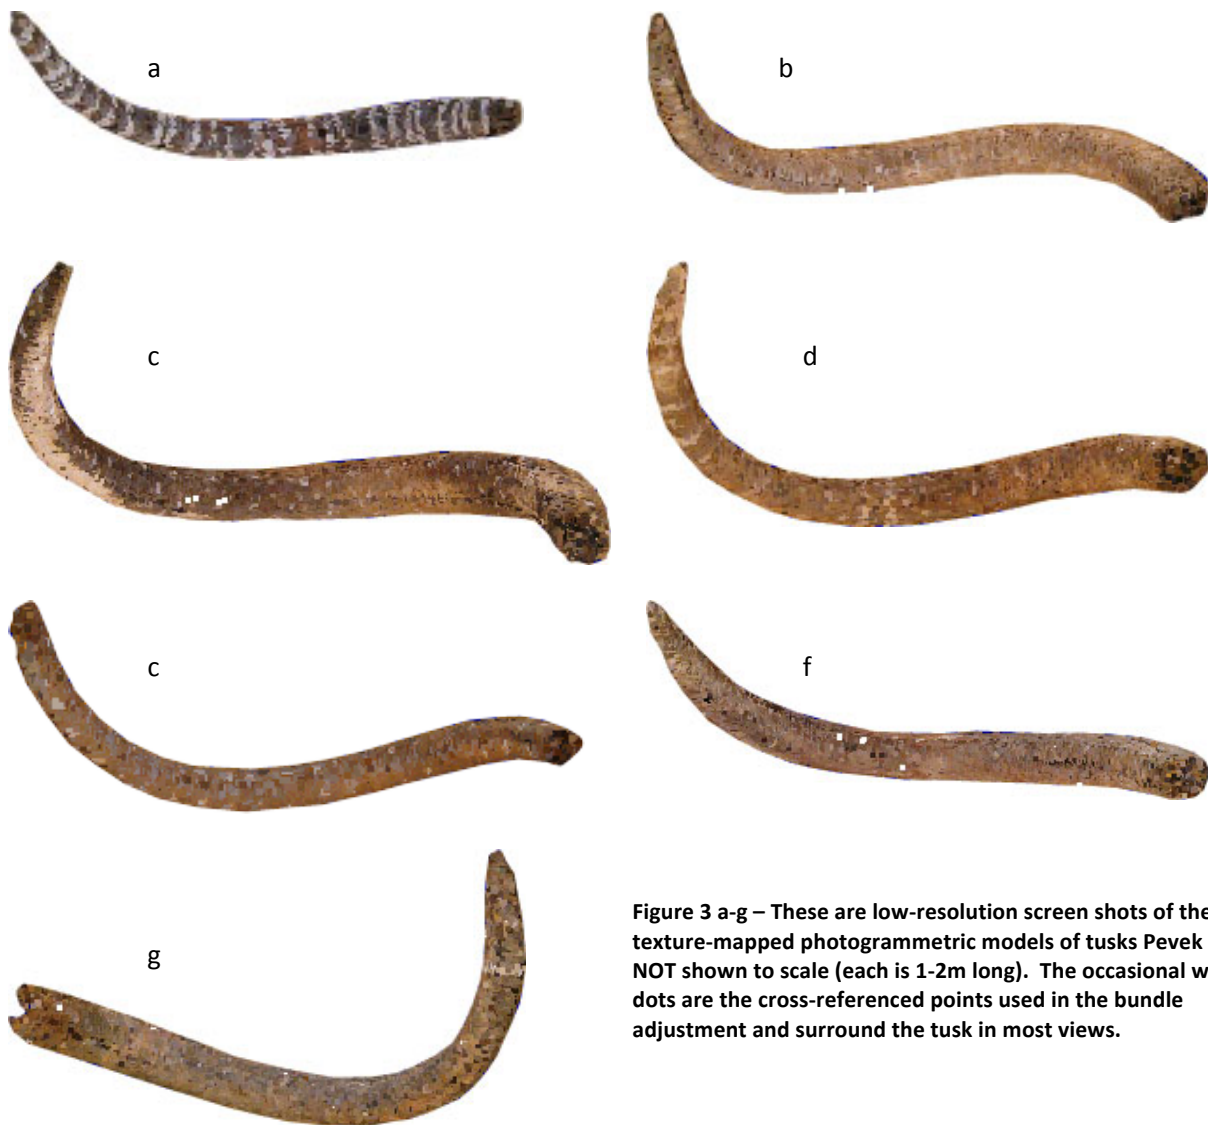 a
b
c
d
c
f
g
Figure 3 a-g – These are low-resolution screen shots of the
texture-mapped photogrammetric models of tusks Pevek
NOT shown to scale (each is 1-2m long). The occasional w
dots are the cross-referenced points used in the bundle
adjustment and surround the tusk in most views.